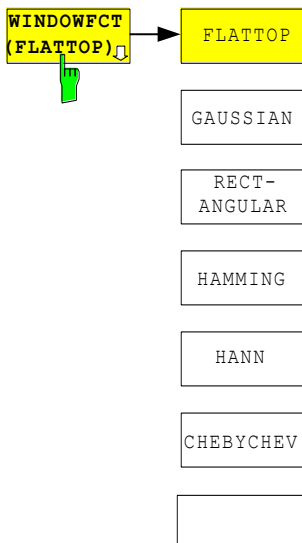 WINDOWFCT
(FLATTOP)
FLATTOP
GAUSSIAN
RECT-
ANGULAR
HAMMING
HANN
CHEBYCHEV